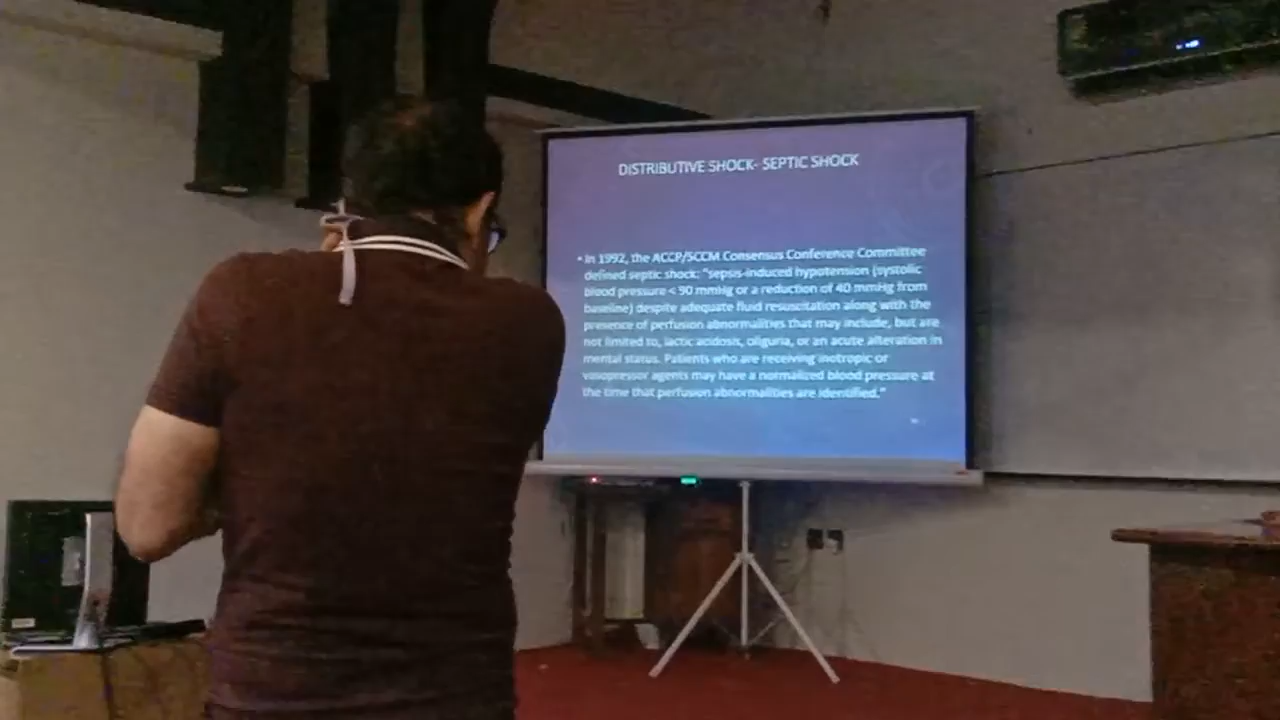 DISTRIBUTIVE SHOCK- SEPTIC SHOCK
• In 1992, the ACCP/SCCM Consensus Conference Committee
defined septic shock: "sepsis-induced hypotension (systolic
blood pressure < 90 mmHg or a reduction of 40 mmHg from
baseline) despite adequate fluid resuscitation along with the
presence of perfusion abnormalities that may include, but are
not limited to, lactic acidosis, oliguria, or an acute alteration in
mental status. Patients who are receiving inotropic or
vasopressor agents may have a normalized blood pressure at
the time that perfusion abnormalities are identified."